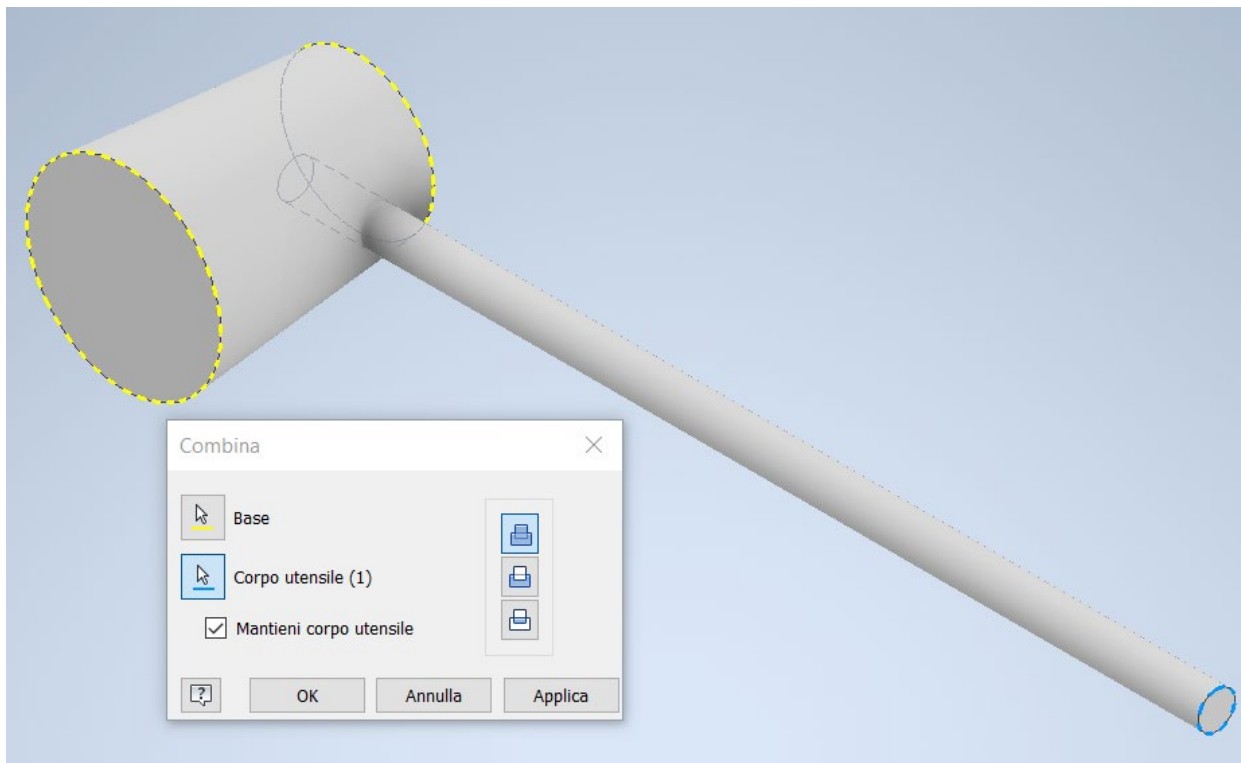 Combina
Base
Corpo utensile (1)
Mantieni corpo utensile
?
OK
Annulla
Applica